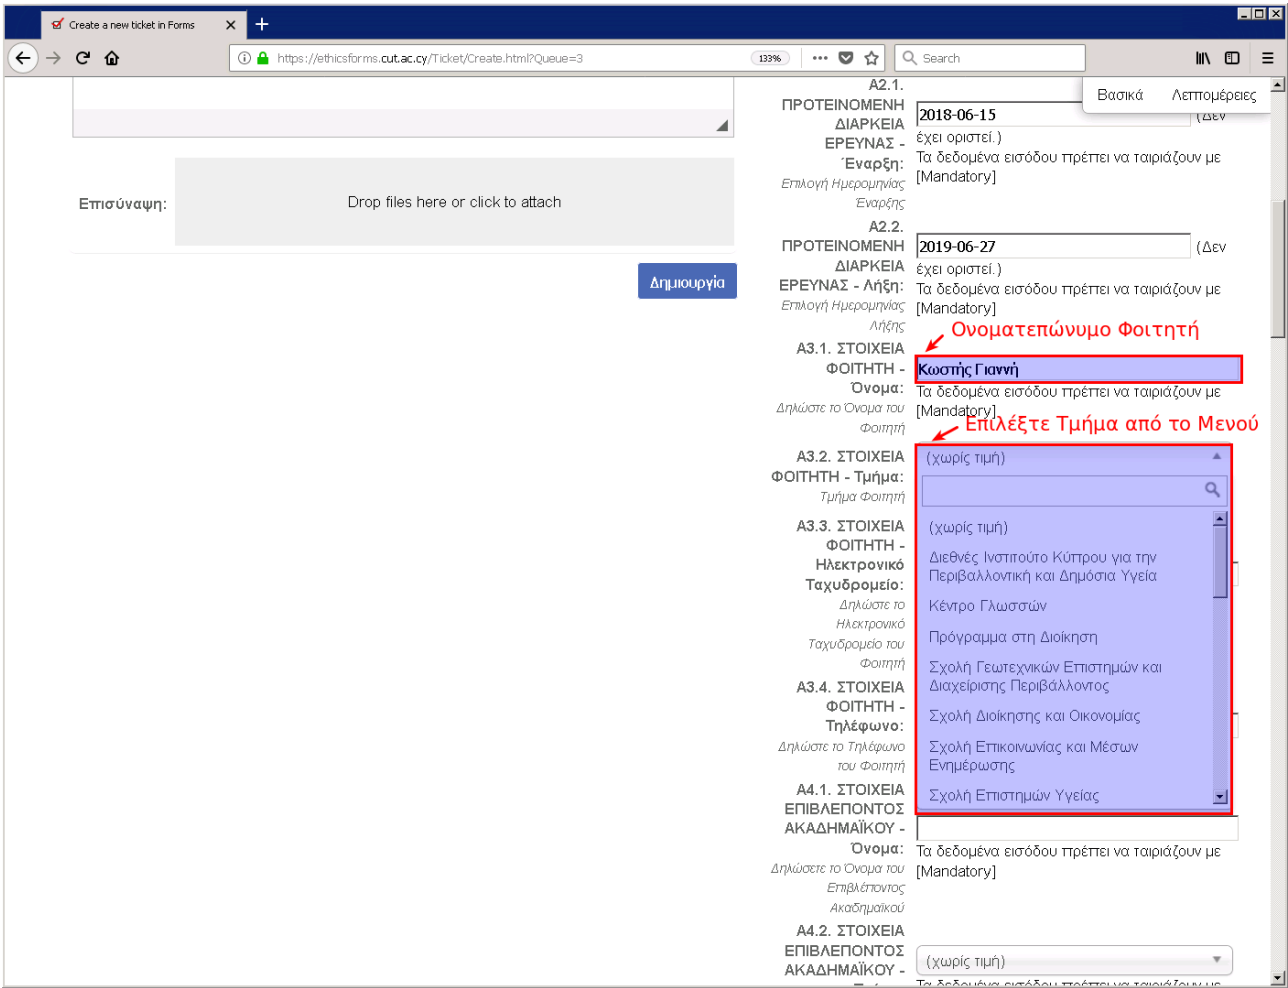 Create a new ticket in Forms
https://ethicsforms.cut.ac.cy/Ticket/Create.html?Queue=3
133%
Search
Βασικά Λεπτομέρειες
Επισύναψη:
Drop files here or click to attach
Δημιουργία
A2.1.
ΠΡΟΤΕΙΝΟΜΕΝΗ
ΔΙΑΡΚΕΙΑ
ΕΡΕΥΝΑΣ -
Έναρξη:
Επιλογή Ημερομηνίας
Έναρξης
2018-06-15 (Δεν
έχει οριστεί.)
Τα δεδομένα εισόδου πρέπει να ταιριάζουν με
[Mandatory]
A2.2.
ΠΡΟΤΕΙΝΟΜΕΝΗ
ΔΙΑΡΚΕΙΑ
ΕΡΕΥΝΑΣ - Λήξη:
Επιλογή Ημερομηνίας
Λήξης
2019-06-27 (Δεν
έχει οριστεί.)
Τα δεδομένα εισόδου πρέπει να ταιριάζουν με
[Mandatory]
Ονοματεπώνυμο Φοιτητή
A3.1. ΣΤΟΙΧΕΙΑ
ΦΟΙΤΗΤΗ -
Όνομα:
Δηλώστε το Όνομα του
Φοιτητή
Κωστής Γιαννή
Τα δεδομένα εισόδου πρέπει να ταιριάζουν με
[Mandatory]
Επιλέξτε Τμήμα από το Μενού
A3.2. ΣΤΟΙΧΕΙΑ
ΦΟΙΤΗΤΗ - Τμήμα:
Τμήμα Φοιτητή
(χωρίς τιμή)
(χωρίς τιμή)
Διεθνές Ινστιτούτο Κύπρου για την
Περιβαλλοντική και Δημόσια Υγεία
Κέντρο Γλωσσών
Πρόγραμμα στη Διοίκηση
Σχολή Γεωτεχνικών Επιστημών και
Διαχείρισης Περιβάλλοντος
Σχολή Διοίκησης και Οικονομίας
Σχολή Επικοινωνίας και Μέσων
Ενημέρωσης
Σχολή Επιστημών Υγείας
A3.3. ΣΤΟΙΧΕΙΑ
ΦΟΙΤΗΤΗ -
Ηλεκτρονικό
Ταχυδρομείο:
Δηλώστε το
Ηλεκτρονικό
Ταχυδρομείο του
Φοιτητή
A3.4. ΣΤΟΙΧΕΙΑ
ΦΟΙΤΗΤΗ -
Τηλέφωνο:
Δηλώστε το Τηλέφωνο
του Φοιτητή
A4.1. ΣΤΟΙΧΕΙΑ
ΕΠΙΒΛΕΠΟΝΤΟΣ
ΑΚΑΔΗΜΑΪΚΟΥ -
Όνομα:
Δηλώσετε το Όνομα του
Επιβλέποντος
Ακαδημαϊκού
Τα δεδομένα εισόδου πρέπει να ταιριάζουν με
[Mandatory]
A4.2. ΣΤΟΙΧΕΙΑ
ΕΠΙΒΛΕΠΟΝΤΟΣ
ΑΚΑΔΗΜΑΪΚΟΥ -
(χωρίς τιμή)
Τα δεδομένα εισόδου πρέπει να ταιριάζουν με